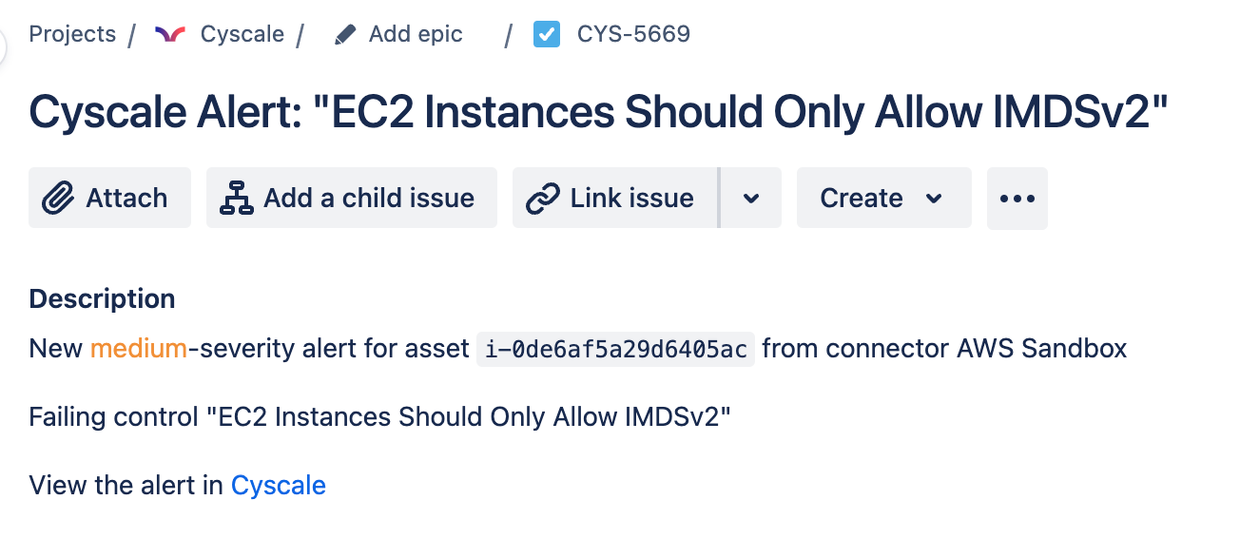 Projects / Cyscale / Add epic / CYS-5669
Cyscale Alert: "EC2 Instances Should Only Allow IMDSv2"
Attach Add a child issue Link issue Create
Description
New medium-severity alert for asset i-0de6af5a29d6405ac from connector AWS Sandbox
Failing control "EC2 Instances Should Only Allow IMDSv2"
View the alert in Cyscale